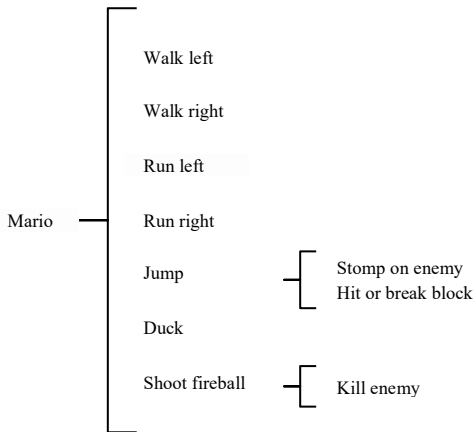 Walk left
Walk right
Run left
Mario
Run right
Jump
Stomp on enemy
Hit or break block
Duck
Shoot fireball
Kill enemy